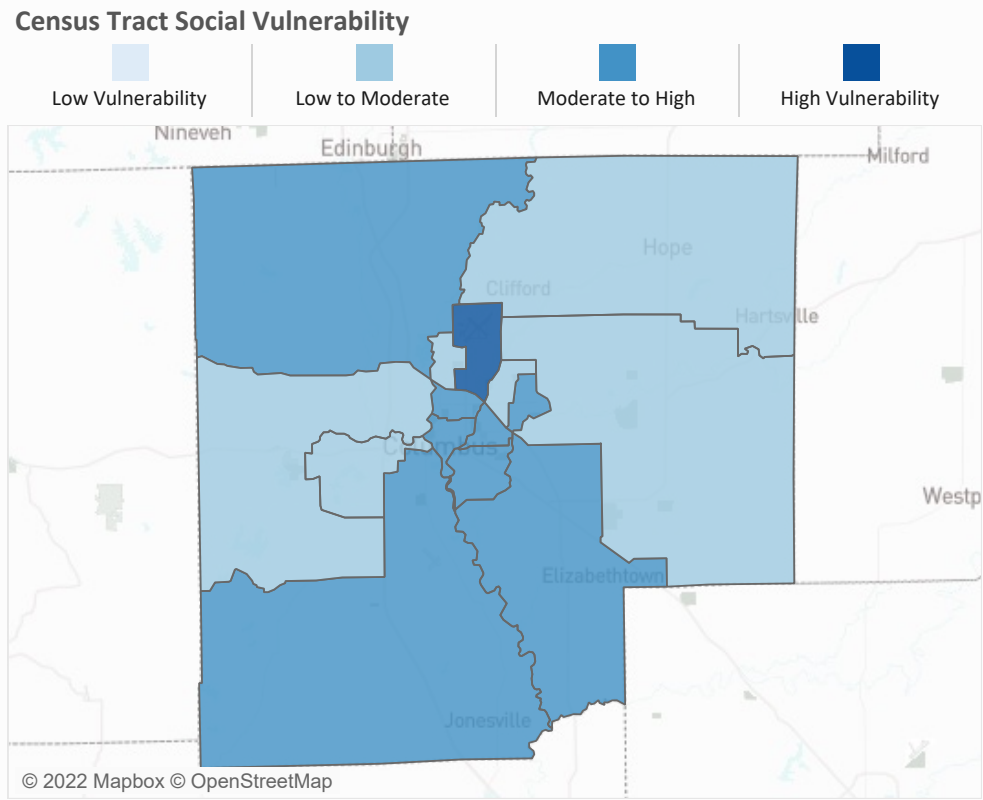 Census Tract Social Vulnerability
Low Vulnerability
Low to Moderate
Moderate to High
High Vulnerability
Nineveh
Edinburgh
Milford
Hope
Clifford
Hartsville
Columbus
Westp
Elizabethtown
Jonesville
© 2022 Mapbox © OpenStreetMap